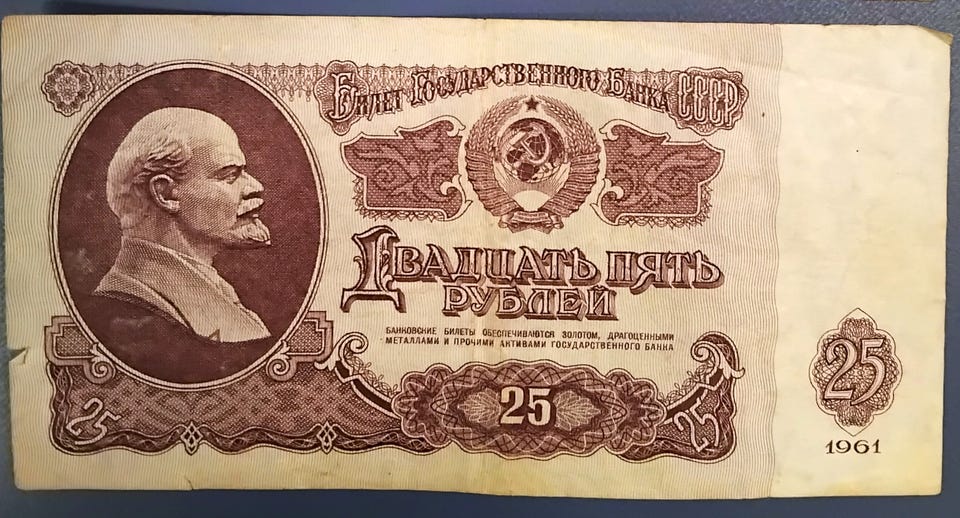 Билет Государственного Банка СССР
Двадцать пять
рублей
БАНКОВСКИЕ БИЛЕТЫ ОБЕСПЕЧИВАЮТСЯ ЗОЛОТОМ, ДРАГОЦЕННЫМИ
МЕТАЛЛАМИ И ПРОЧИМИ АКТИВАМИ ГОСУДАРСТВЕННОГО БАНКА
25
25
25
25
1961